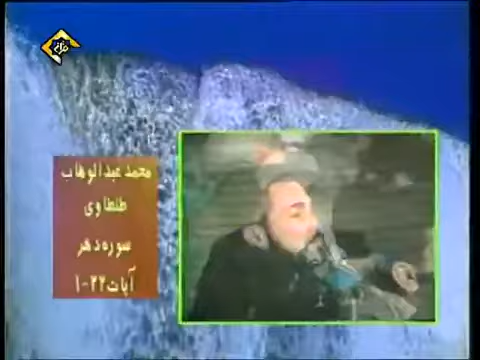 محمد عبدالوهاب
طنطاوی
سوره دهر
آیات ۲۲-۱